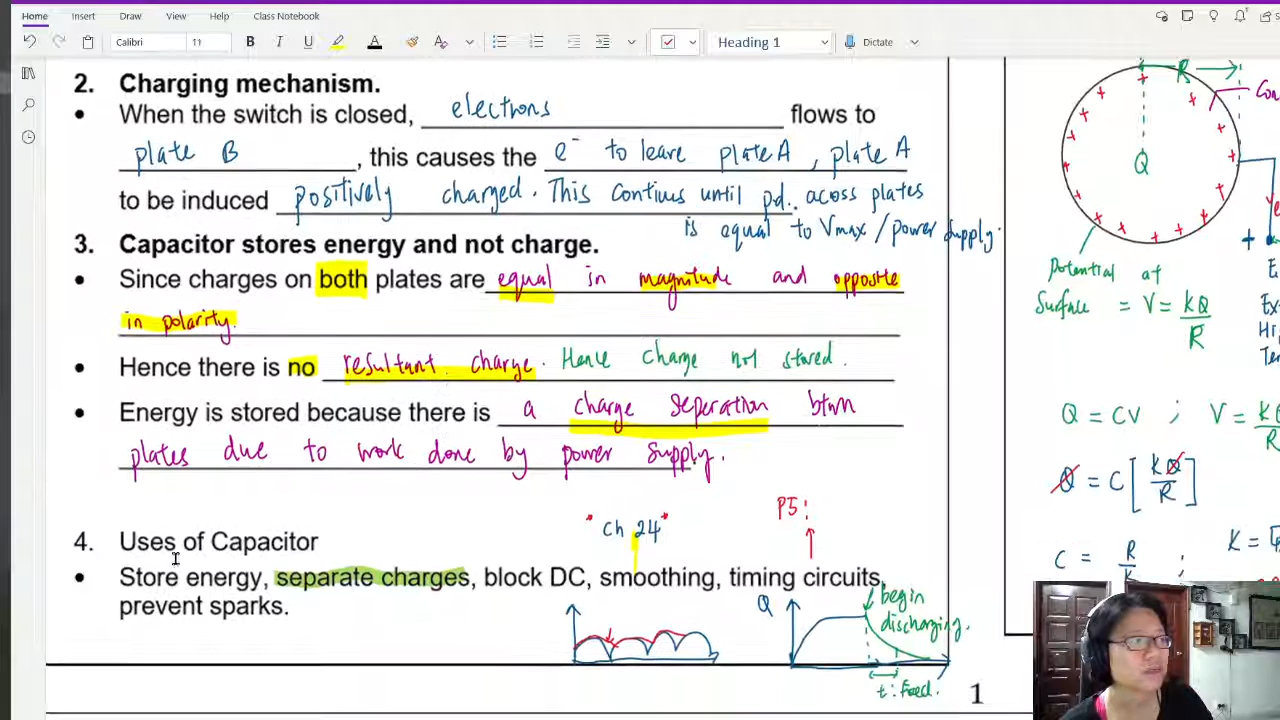 Home Insert Draw View Help Class Notebook
Calibri 11 B I U A Heading 1 Dictate
2. Charging mechanism.
• When the switch is closed, electrons flows to
plate B, this causes the e⁻ to leave plate A, plate A
to be induced positively charged. This continus until pd. acoss plates
is equal to Vmax/power supply.
3. Capacitor stores energy and not charge.
• Since charges on both plates are equal in magnitude and opposite
in polarity.
• Hence there is no resultant charge. Hence charge not stored.
• Energy is stored because there is a charge seperation btwn
plates due to work done by power supply.
"Ch 24"
P5:
4. Uses of Capacitor
• Store energy, separate charges, block DC, smoothing, timing circuits,
prevent sparks.
Q
begin
discharging.
t: fixed.
1
R
Q
+
Potential at
Surface = V = kQ/R
Q = CV ; V =
Q = C[kQ/R]
C = R/k ; K =